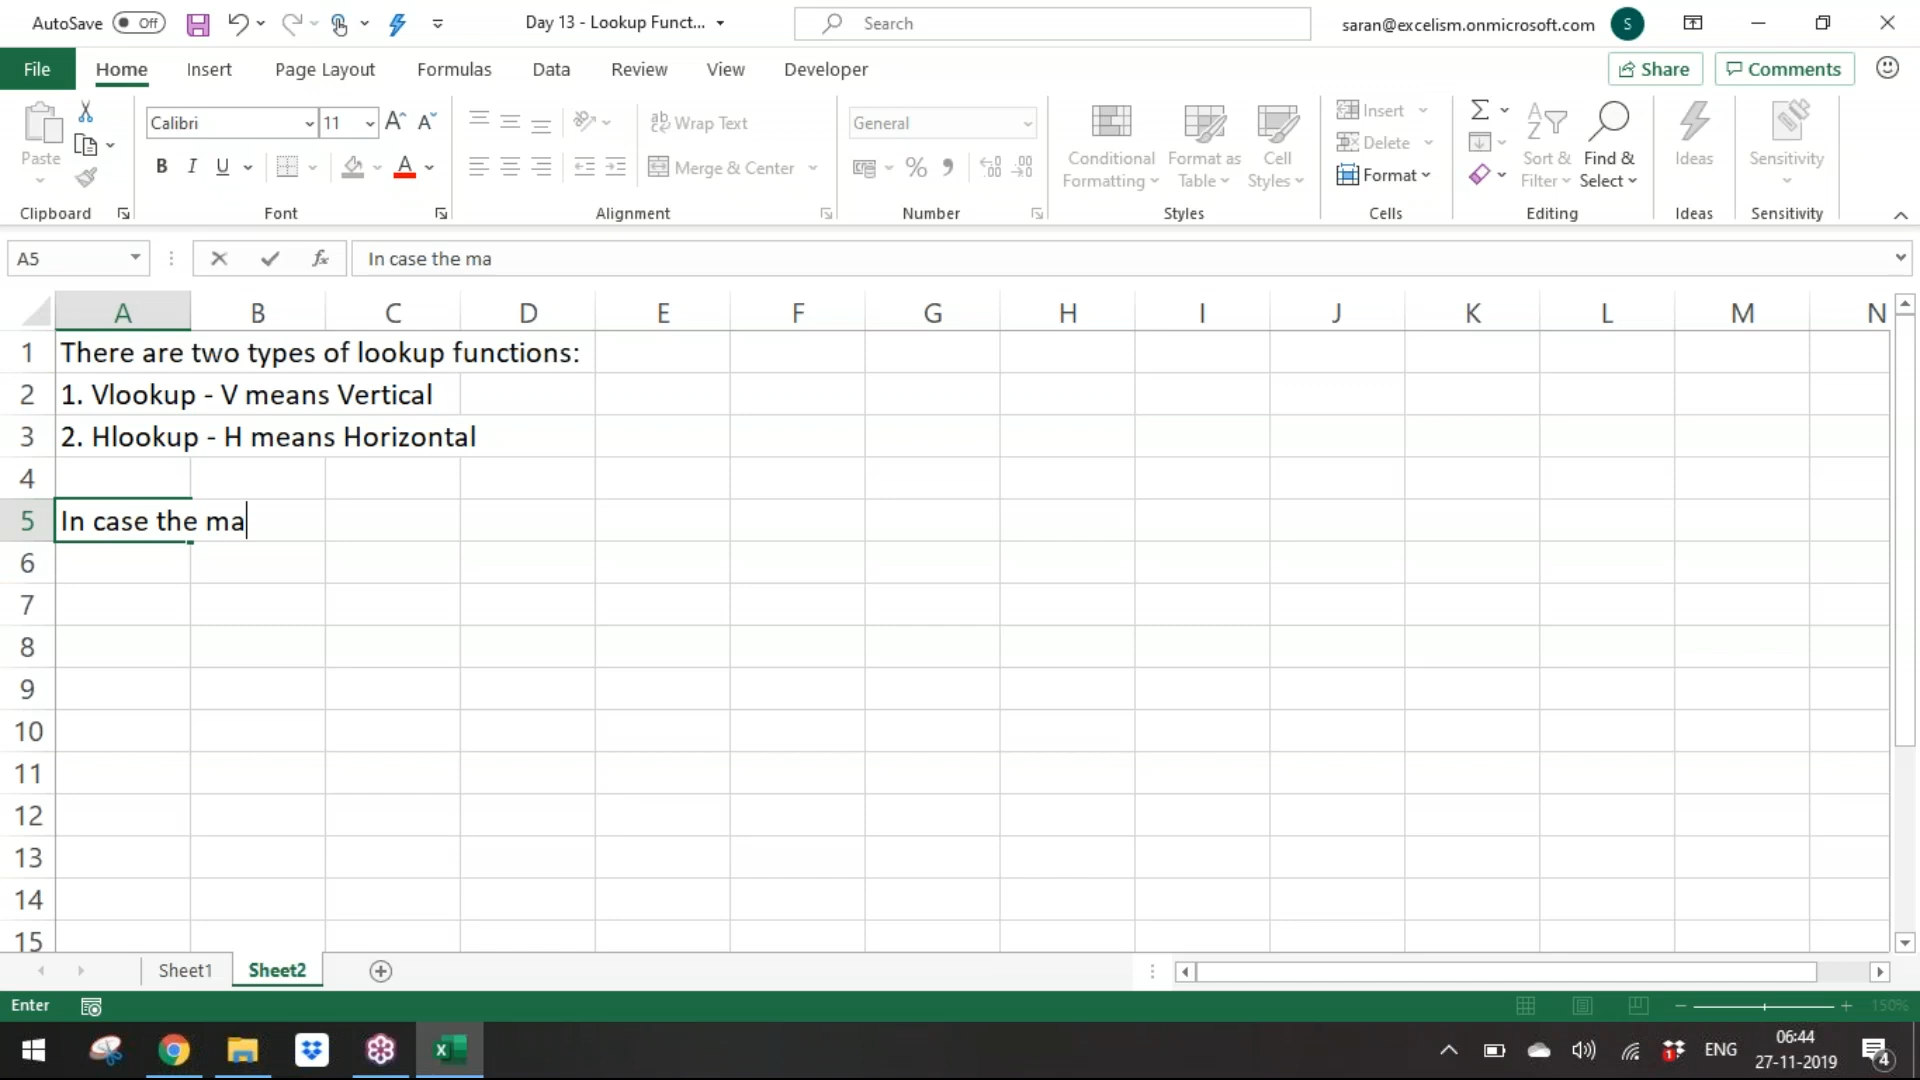 AutoSave Off Day 13 - Lookup Funct... Search saran@excelism.onmicrosoft.com S
File Home Insert Page Layout Formulas Data Review View Developer Share Comments
Calibri 11 Wrap Text General Insert
Paste B I U A Merge & Center % Conditional Formatting Format as Table Cell Styles Delete Format Sort & Filter Find & Select Ideas Sensitivity
Clipboard Font Alignment Number Styles Cells Editing Ideas Sensitivity
A5 fx In case the ma
A B C D E F G H I J K L M N
1 There are two types of lookup functions:
2 1. Vlookup - V means Vertical
3 2. Hlookup - H means Horizontal
4
5 In case the ma
6
7
8
9
10
11
12
13
14
15
Sheet1 Sheet2
Enter 150%
ENG 06:44
27-11-2019 4